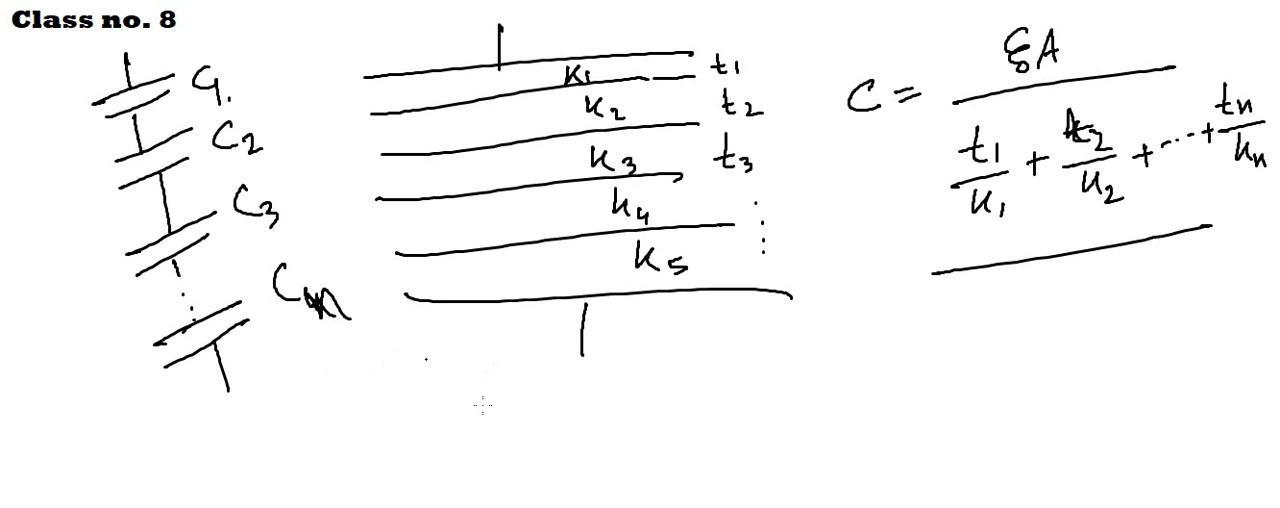 Class no. 8
C1
C2
C3
Cn
K1 t1
K2 t2
K3 t3
K4
K5
C = ε0A / (t1/K1 + t2/K2 + ..... + tn/Kn)